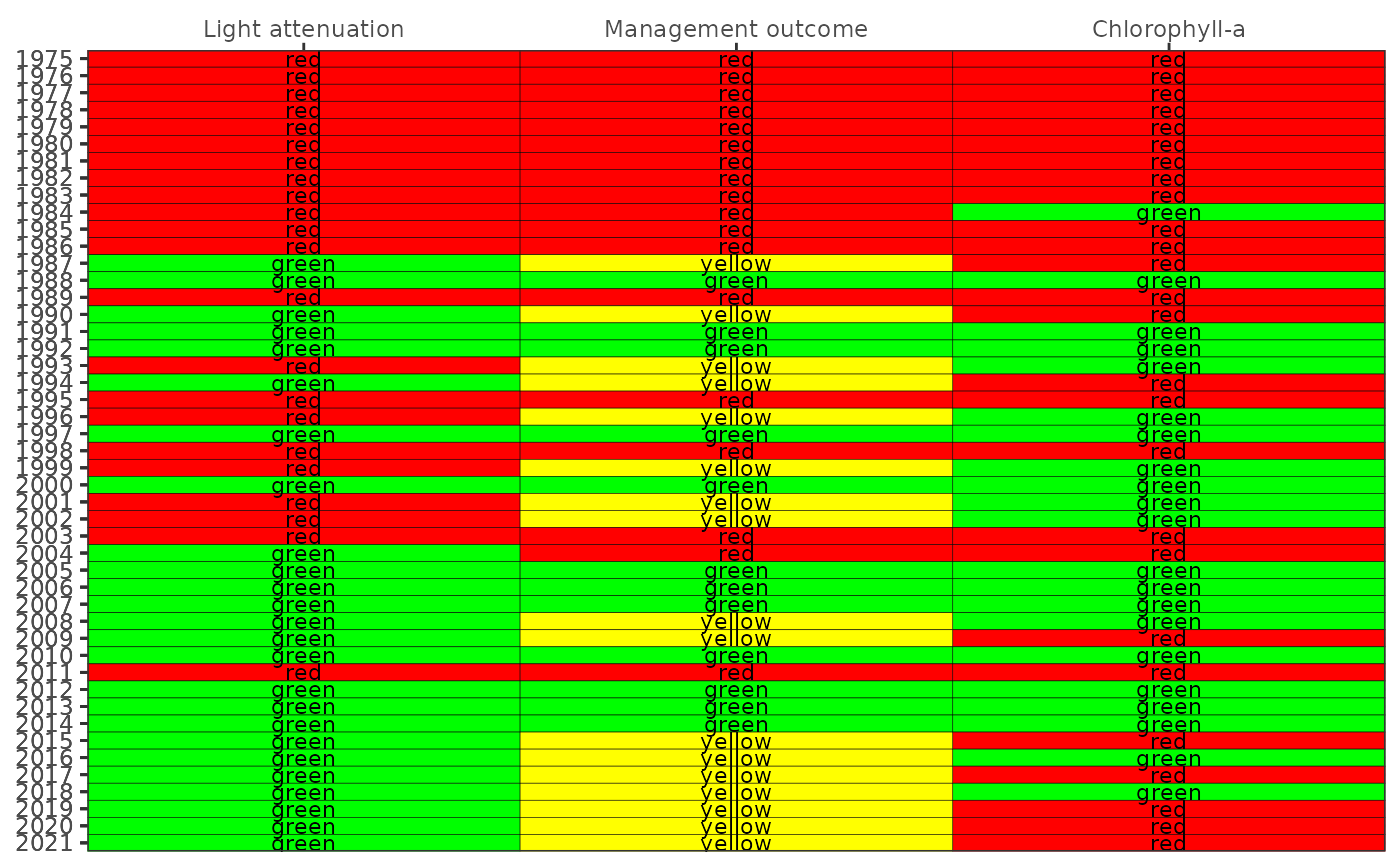 Light attenuation Management outcome Chlorophyll-a
1975 red red red
1976 red red red
1977 red red red
1978 red red red
1979 red red red
1980 red red red
1981 red red red
1982 red red red
1983 red red red
1984 red red green
1985 red red red
1986 red red red
1987 green yellow red
1988 green green green
1989 red red red
1990 green yellow red
1991 green green green
1992 green green green
1993 red yellow green
1994 green yellow red
1995 red red red
1996 red yellow green
1997 green green green
1998 red red red
1999 red yellow green
2000 green green green
2001 red yellow green
2002 red yellow green
2003 red red red
2004 green red red
2005 green green green
2006 green green green
2007 green green green
2008 green yellow green
2009 green yellow red
2010 green green green
2011 red red red
2012 green green green
2013 green green green
2014 green green green
2015 green yellow red
2016 green yellow green
2017 green yellow red
2018 green yellow green
2019 green yellow red
2020 green yellow red
2021 green yellow red